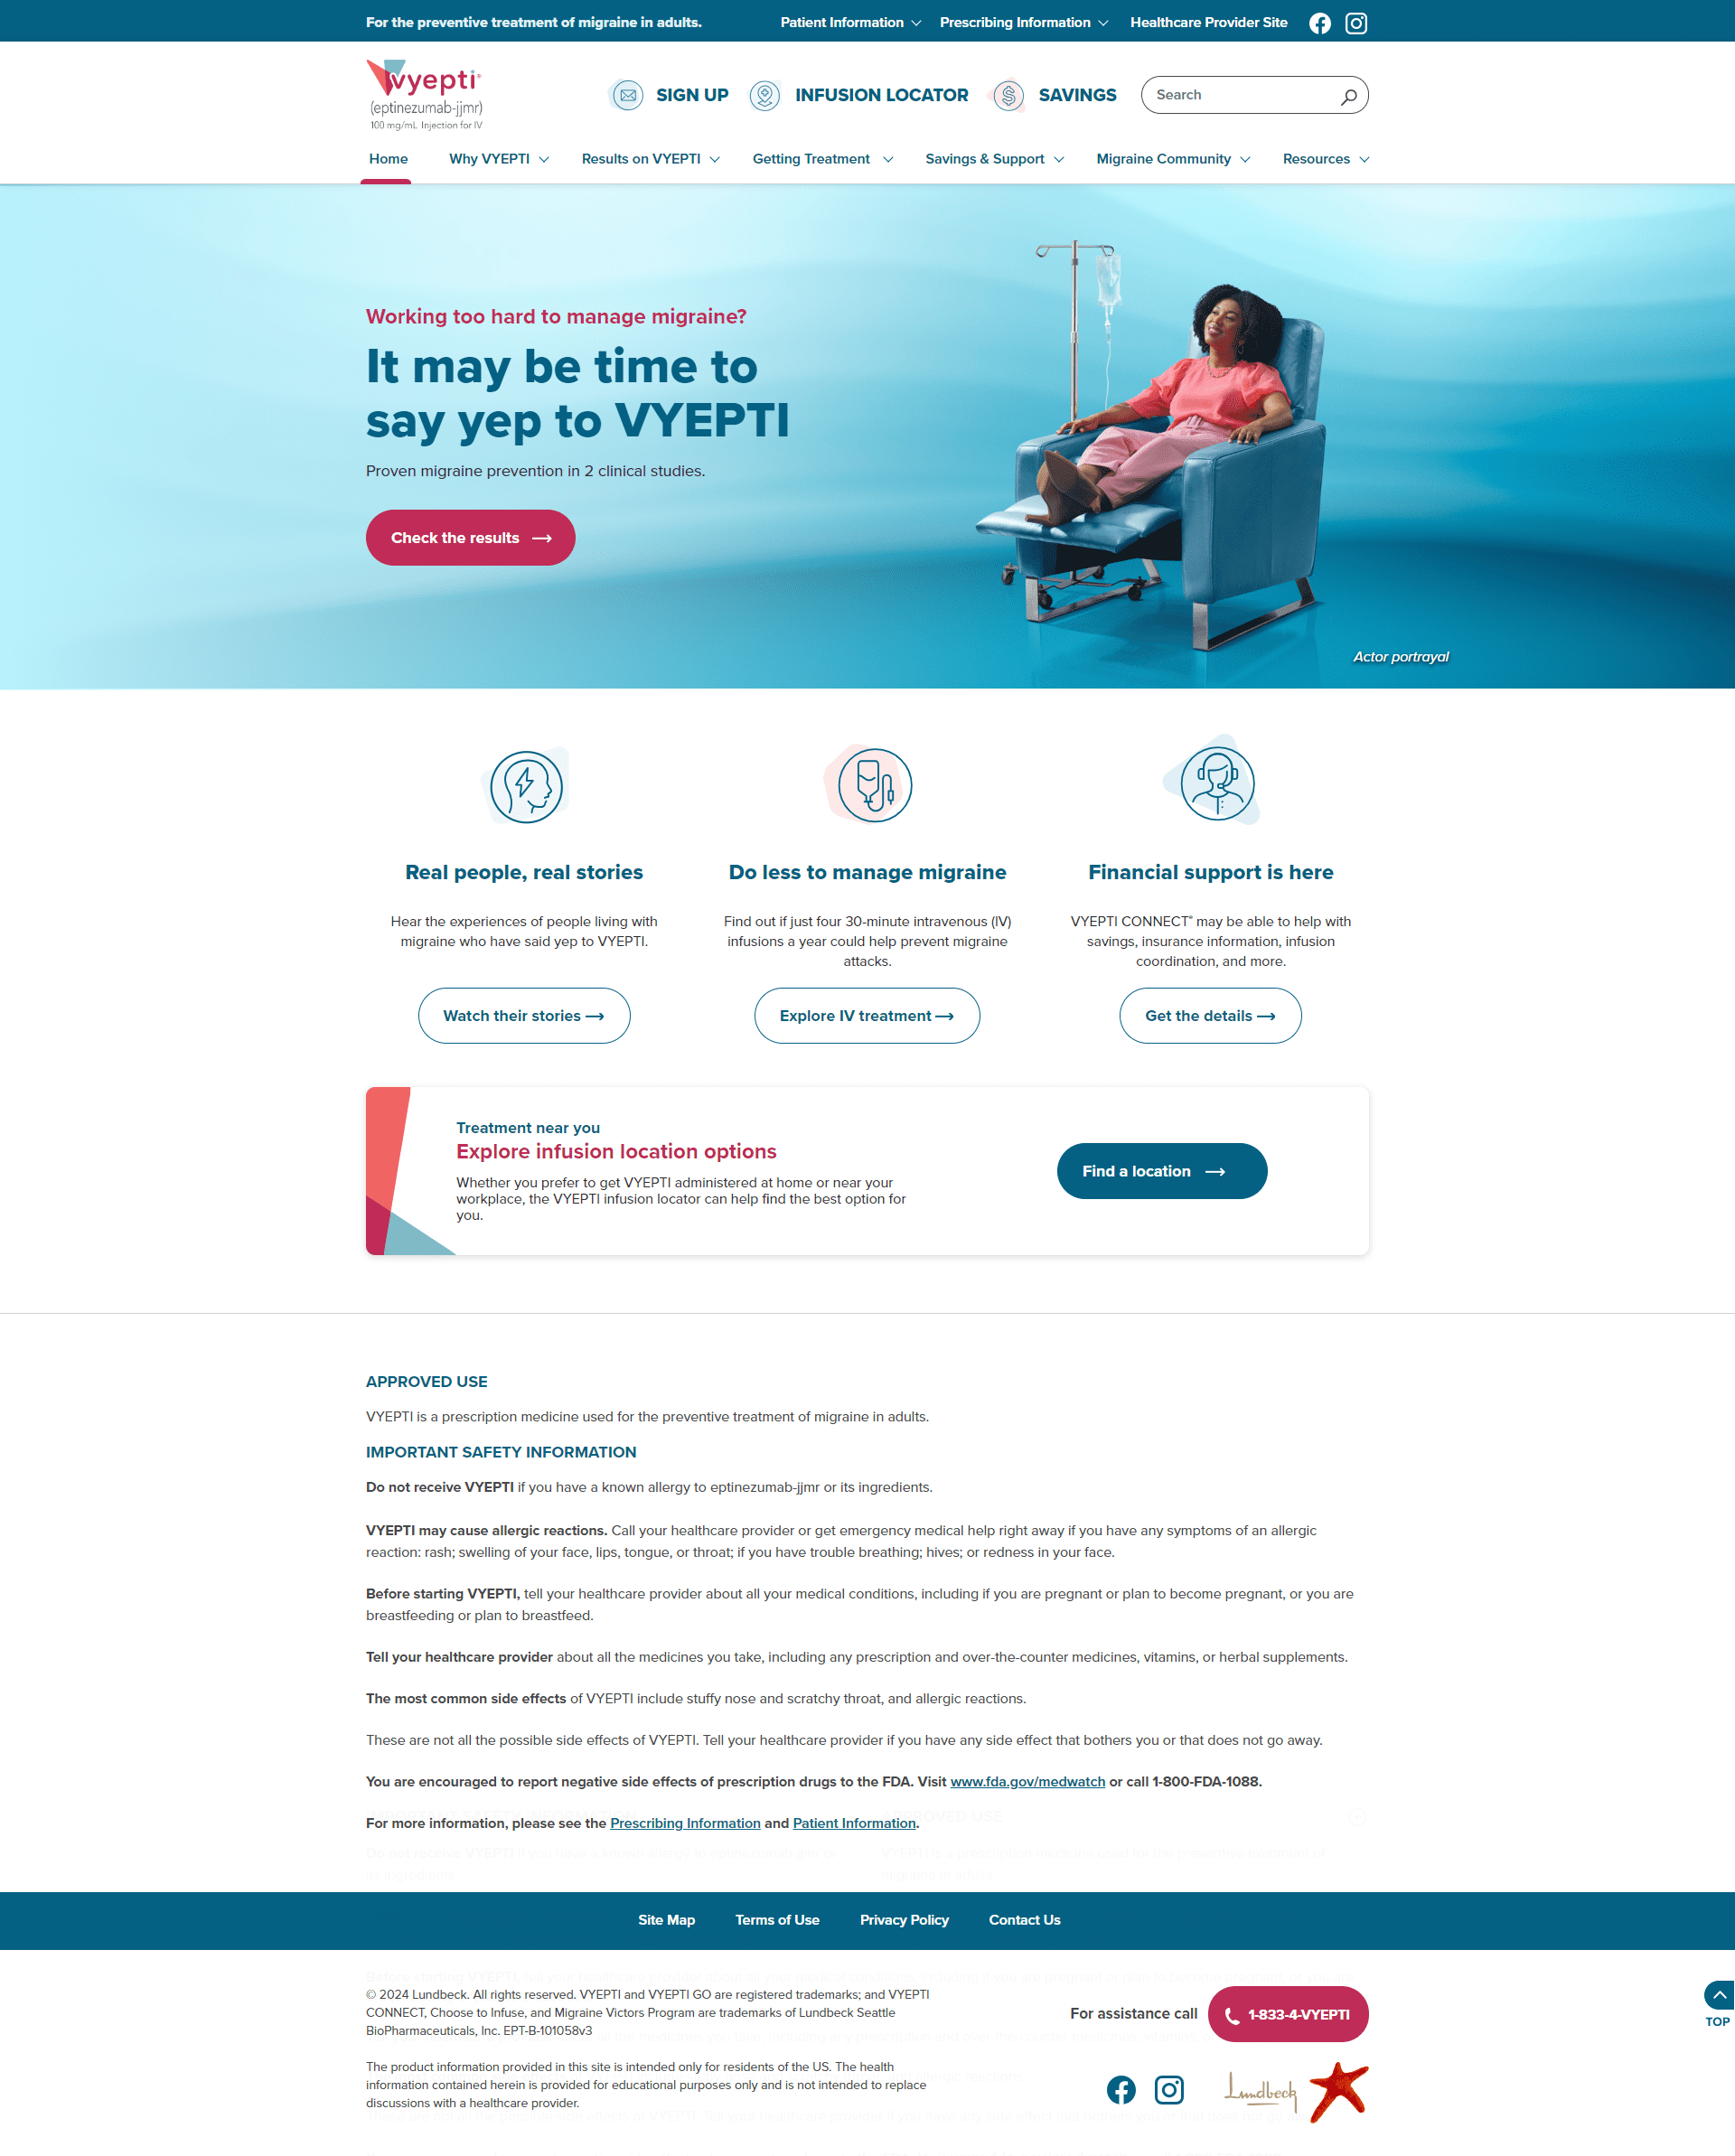 For the preventive treatment of migraine in adults.
Patient Information
Prescribing Information
Healthcare Provider Site
vyepti®
(eptinezumab-jjmr)
100 mg/mL Injection for IV
SIGN UP
INFUSION LOCATOR
SAVINGS
Search
Home
Why VYEPTI
Results on VYEPTI
Getting Treatment
Savings & Support
Migraine Community
Resources
Working too hard to manage migraine?
It may be time to
say yep to VYEPTI
Proven migraine prevention in 2 clinical studies.
Check the results
Actor portrayal
Real people, real stories
Hear the experiences of people living with
migraine who have said yep to VYEPTI.
Watch their stories
Do less to manage migraine
Find out if just four 30-minute intravenous (IV)
infusions a year could help prevent migraine
attacks.
Explore IV treatment
Financial support is here
VYEPTI CONNECT® may be able to help with
savings, insurance information, infusion
coordination, and more.
Get the details
Treatment near you
Explore infusion location options
Whether you prefer to get VYEPTI administered at home or near your
workplace, the VYEPTI infusion locator can help find the best option for
you.
Find a location
APPROVED USE
VYEPTI is a prescription medicine used for the preventive treatment of migraine in adults.
IMPORTANT SAFETY INFORMATION
Do not receive VYEPTI if you have a known allergy to eptinezumab-jjmr or its ingredients.
VYEPTI may cause allergic reactions. Call your healthcare provider or get emergency medical help right away if you have any symptoms of an allergic
reaction: rash; swelling of your face, lips, tongue, or throat; if you have trouble breathing; hives; or redness in your face.
Before starting VYEPTI, tell your healthcare provider about all your medical conditions, including if you are pregnant or plan to become pregnant, or you are
breastfeeding or plan to breastfeed.
Tell your healthcare provider about all the medicines you take, including any prescription and over-the-counter medicines, vitamins, or herbal supplements.
The most common side effects of VYEPTI include stuffy nose and scratchy throat, and allergic reactions.
These are not all the possible side effects of VYEPTI. Tell your healthcare provider if you have any side effect that bothers you or that does not go away.
You are encouraged to report negative side effects of prescription drugs to the FDA. Visit www.fda.gov/medwatch or call 1-800-FDA-1088.
For more information, please see the Prescribing Information and Patient Information.
Site Map
Terms of Use
Privacy Policy
Contact Us
© 2024 Lundbeck. All rights reserved. VYEPTI and VYEPTI GO are registered trademarks; and VYEPTI
CONNECT, Choose to Infuse, and Migraine Victors Program are trademarks of Lundbeck Seattle
BioPharmaceuticals, Inc. EPT-B-101058v3
The product information provided in this site is intended only for residents of the US. The health
information contained herein is provided for educational purposes only and is not intended to replace
discussions with a healthcare provider.
For assistance call
1-833-4-VYEPTI
Lundbeck
TOP